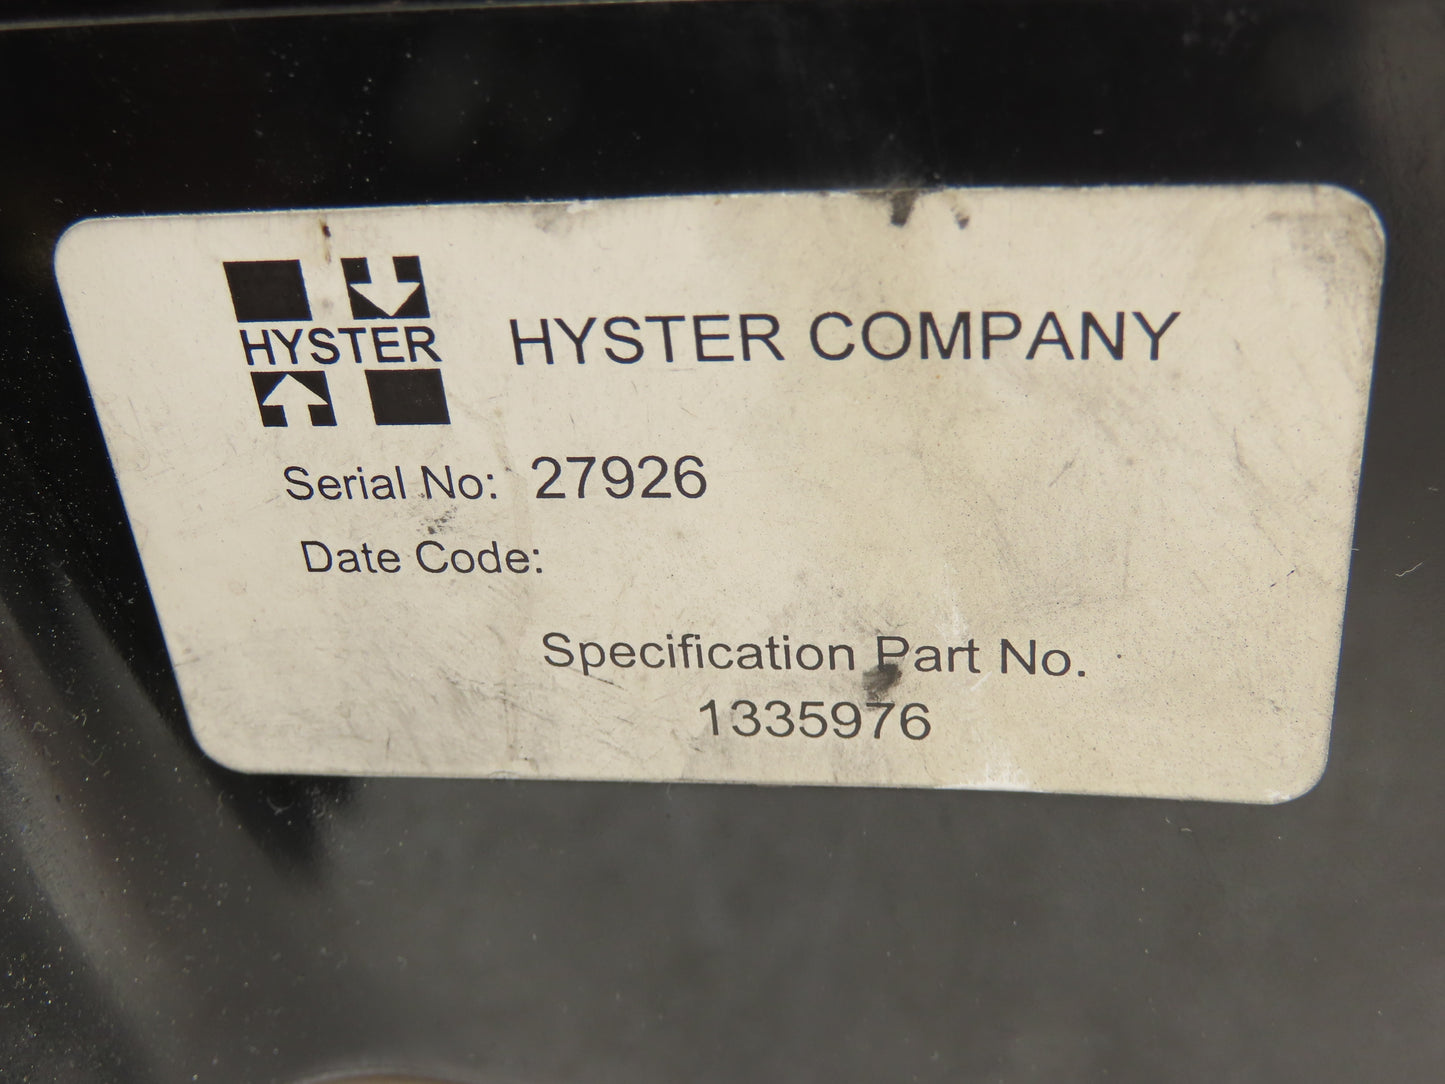 HYSTER
HYSTER COMPANY
Serial No: 27926
Date Code:
Specification Part No.
1335976